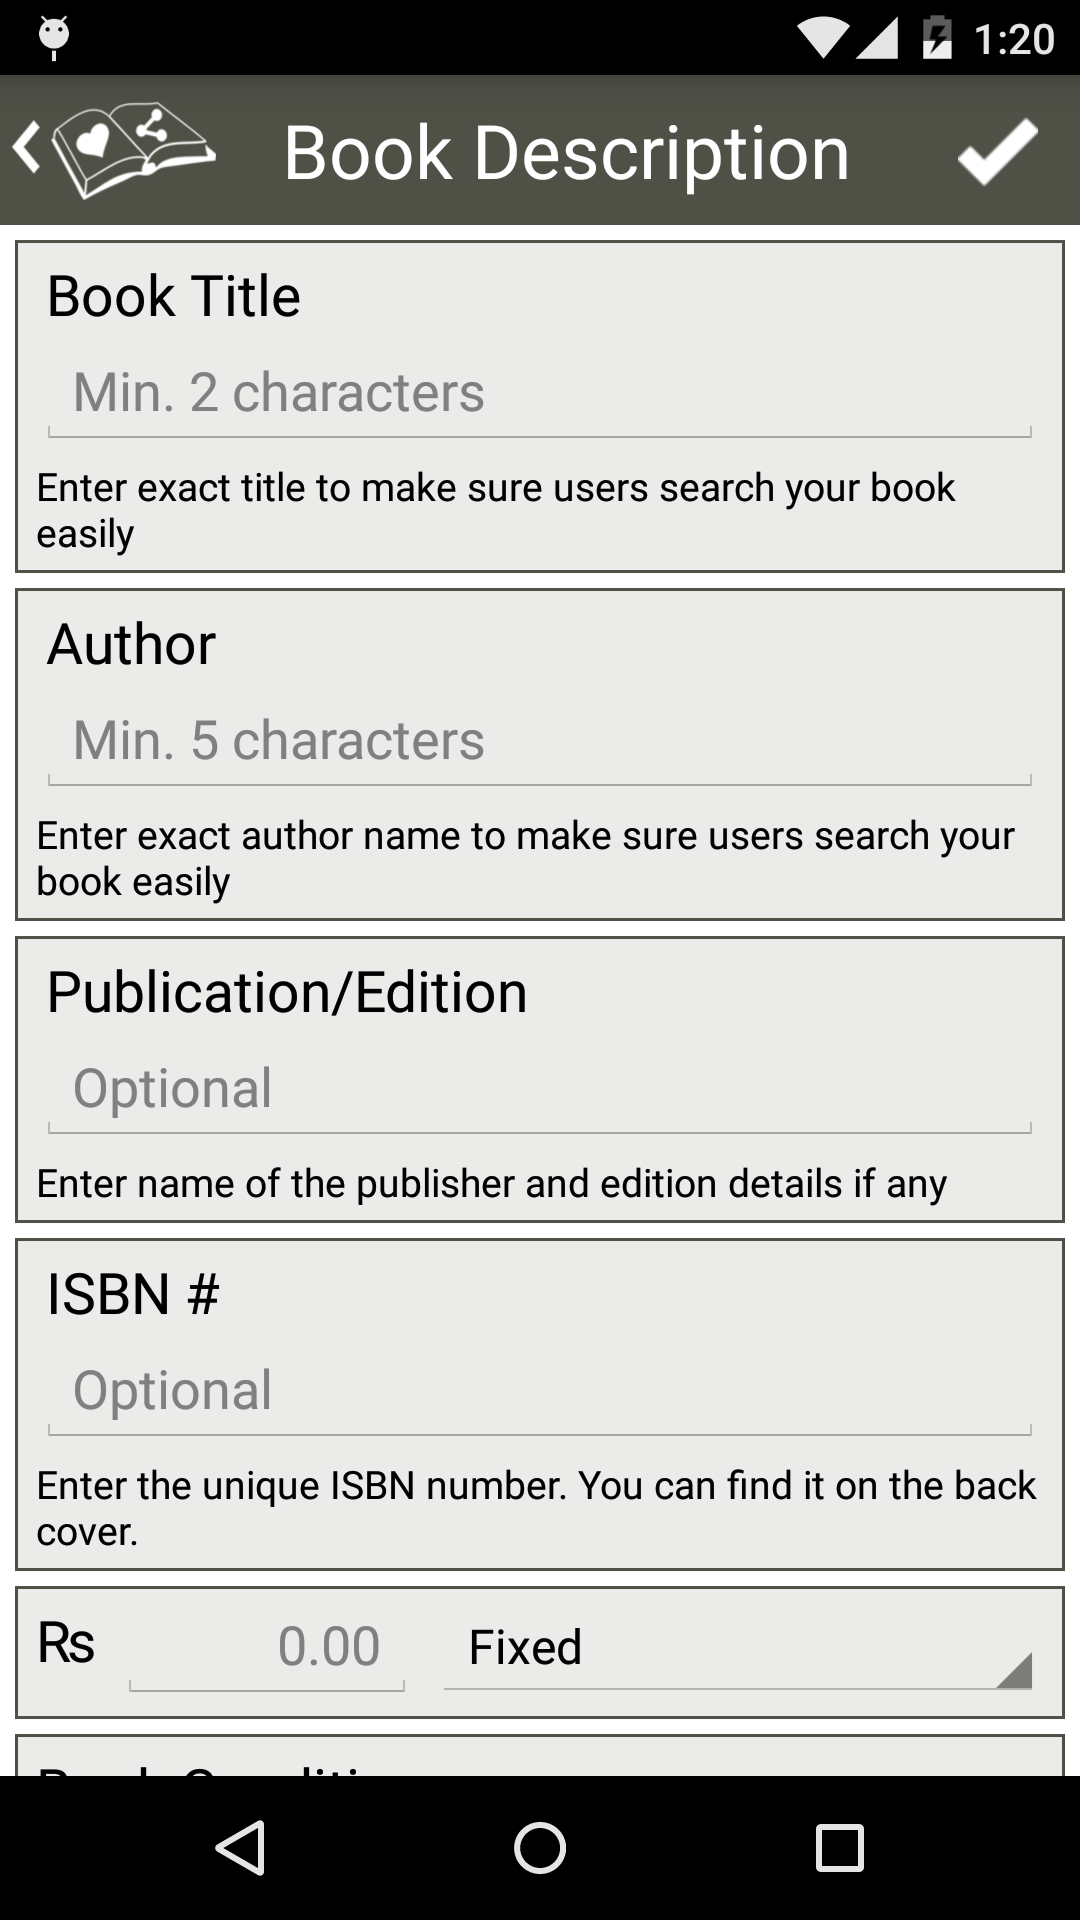 1:20
Book Description
Book Title
Min. 2 characters
Enter exact title to make sure users search your book
easily
Author
Min. 5 characters
Enter exact author name to make sure users search your
book easily
Publication/Edition
Optional
Enter name of the publisher and edition details if any
ISBN #
Optional
Enter the unique ISBN number. You can find it on the back
cover.
Rs 0.00 Fixed